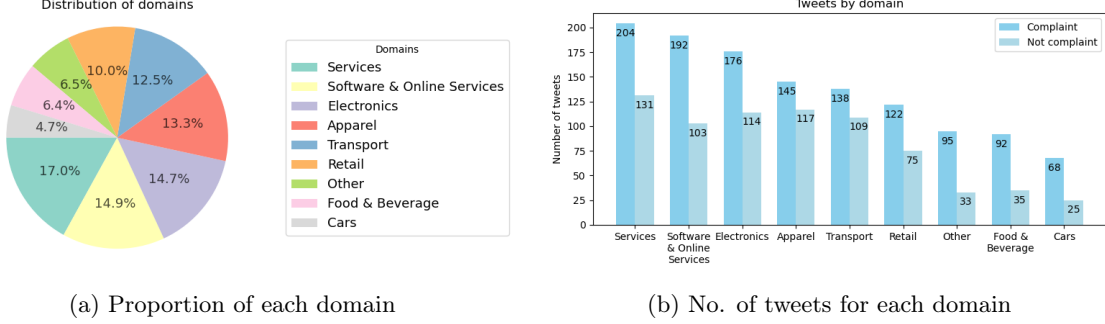 Distribution of domains
10.0%
12.5%
6.5%
6.4%
13.3%
4.7%
17.0%
14.7%
14.9%
Domains
Services
Software & Online Services
Electronics
Apparel
Transport
Retail
Other
Food & Beverage
Cars
(a) Proportion of each domain
Tweets by domain
Complaint
Not complaint
Number of tweets
200
175
150
125
100
75
50
25
0
204
131
192
103
176
114
145
117
138
109
122
75
95
33
92
35
68
25
Services
Software
& Online
Services
Electronics
Apparel
Transport
Retail
Other
Food &
Beverage
Cars
(b) No. of tweets for each domain